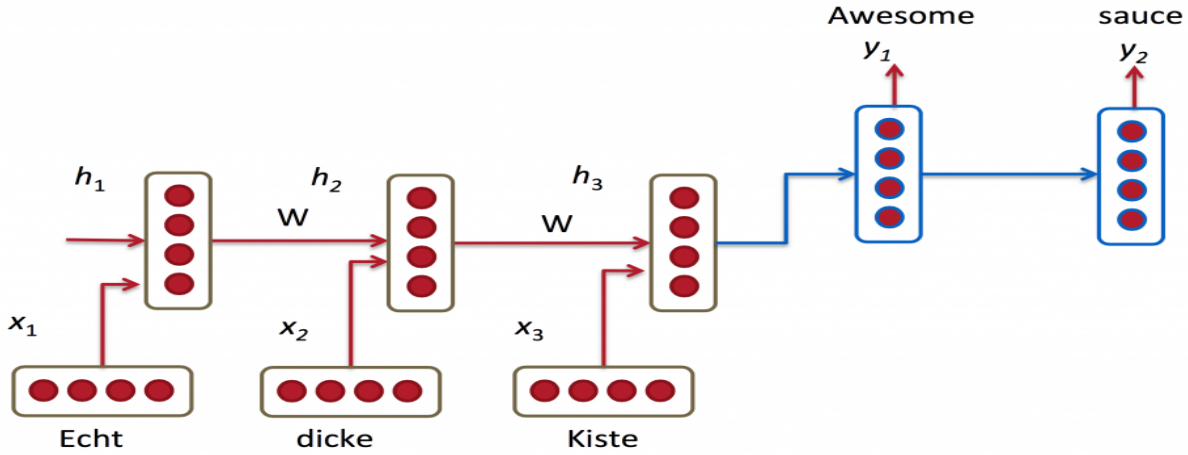 Awesome sauce
y₁ y₂
h₁ h₂ h₃
W W
x₁ x₂ x₃
Echt dicke Kiste